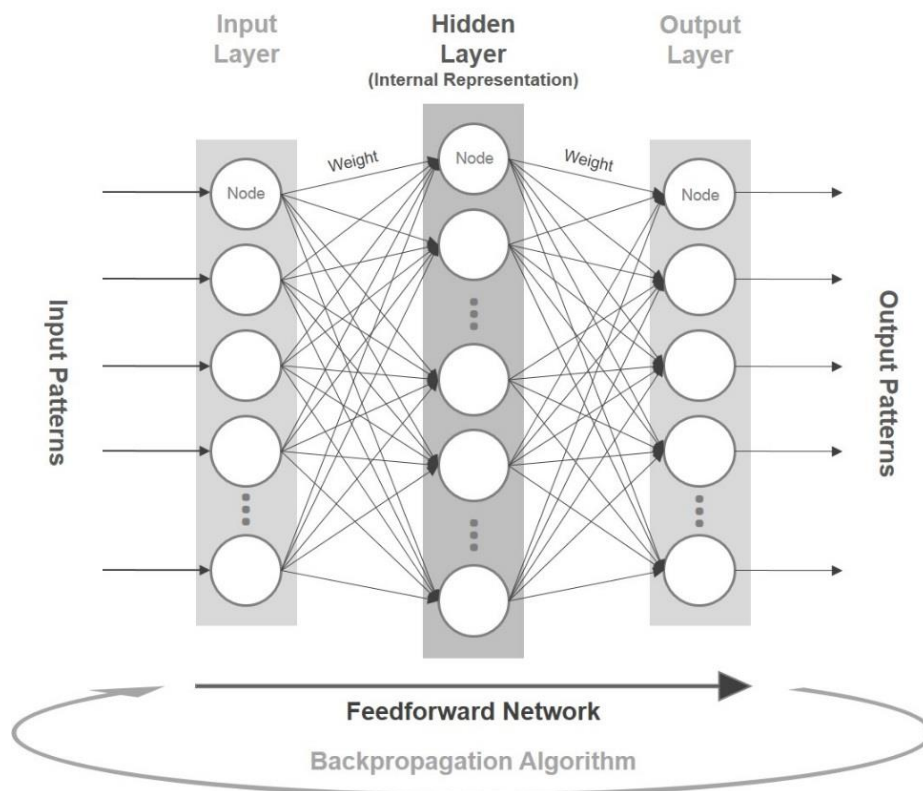 Input
Layer
Hidden
Layer
(Internal Representation)
Output
Layer
Weight
Weight
Node
Node
Node
Input Patterns
Output Patterns
Feedforward Network
Backpropagation Algorithm